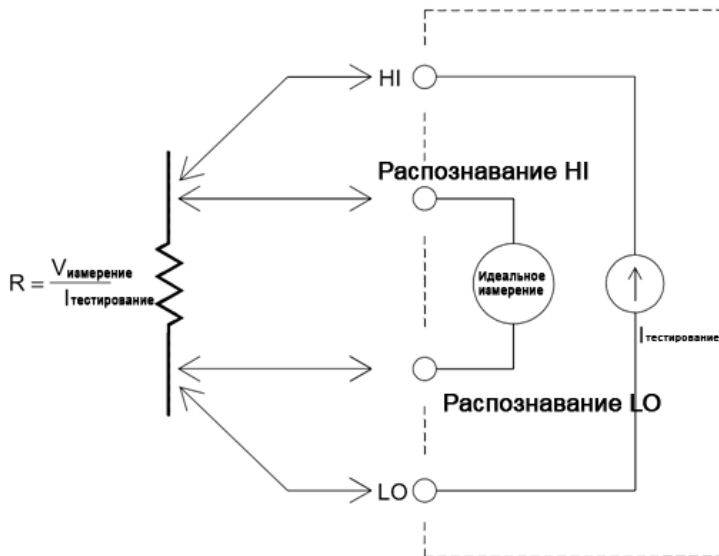 HI
Распознавание HI
R = Vизмерение / Iтестирование
Идеальное
измерение
Iтестирование
Распознавание LO
LO